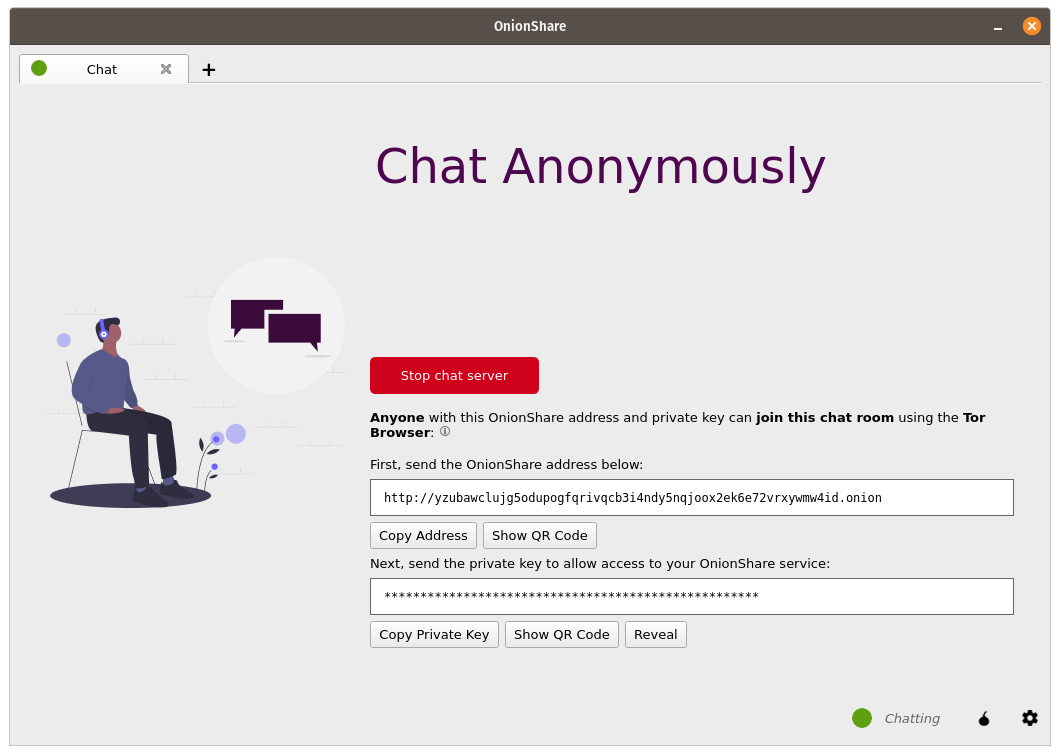 OnionShare
Chat
Chat Anonymously
Stop chat server
Anyone with this OnionShare address and private key can join this chat room using the Tor
Browser:
First, send the OnionShare address below:
http://yzubawclujg5odupogfqrivqcb3i4ndy5nqjoox2ek6e72vrxywmw4id.onion
Copy Address Show QR Code
Next, send the private key to allow access to your OnionShare service:
****************************************************
Copy Private Key Show QR Code Reveal
Chatting